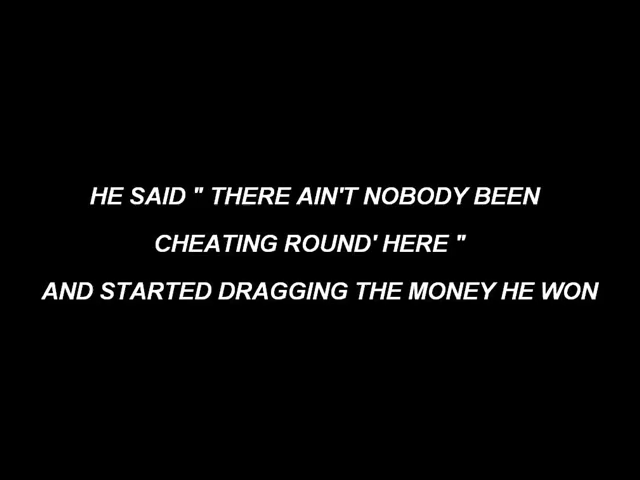 HE SAID " THERE AIN'T NOBODY BEEN
CHEATING ROUND' HERE "
AND STARTED DRAGGING THE MONEY HE WON